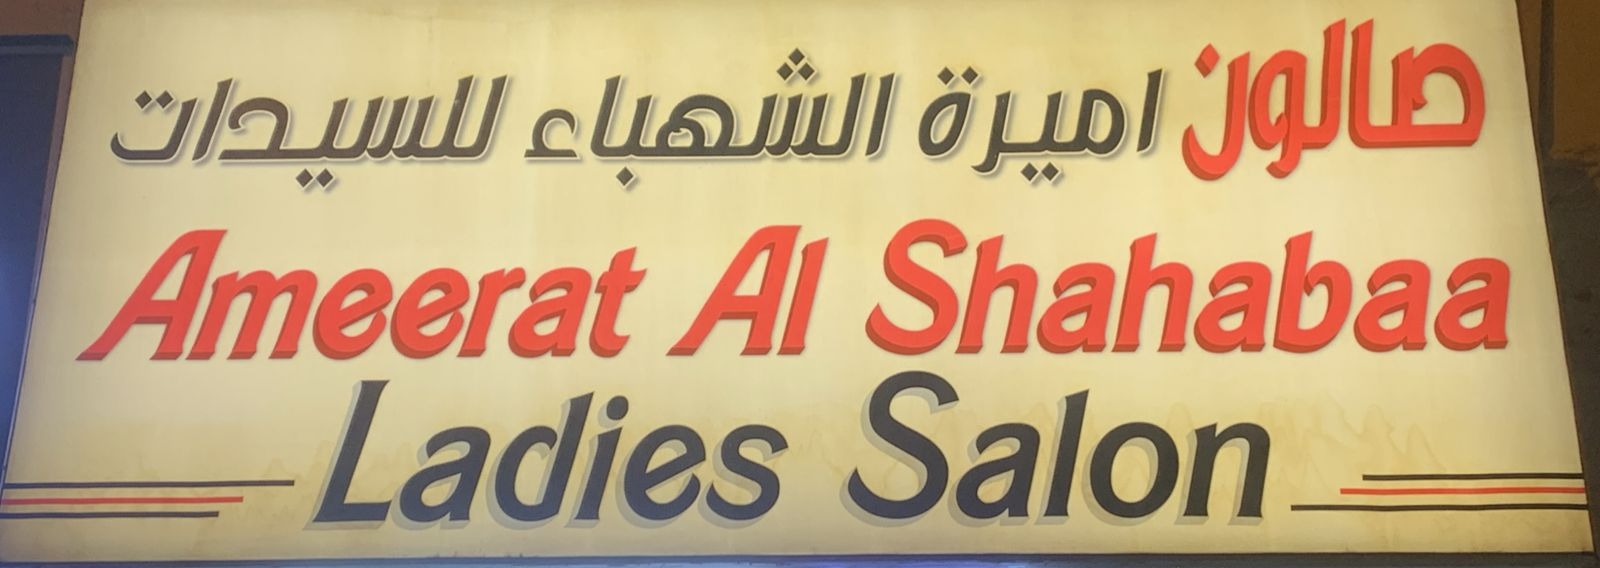 صالون اميرة الشهباء للسيدات
Ameerat Al Shahabaa
Ladies Salon